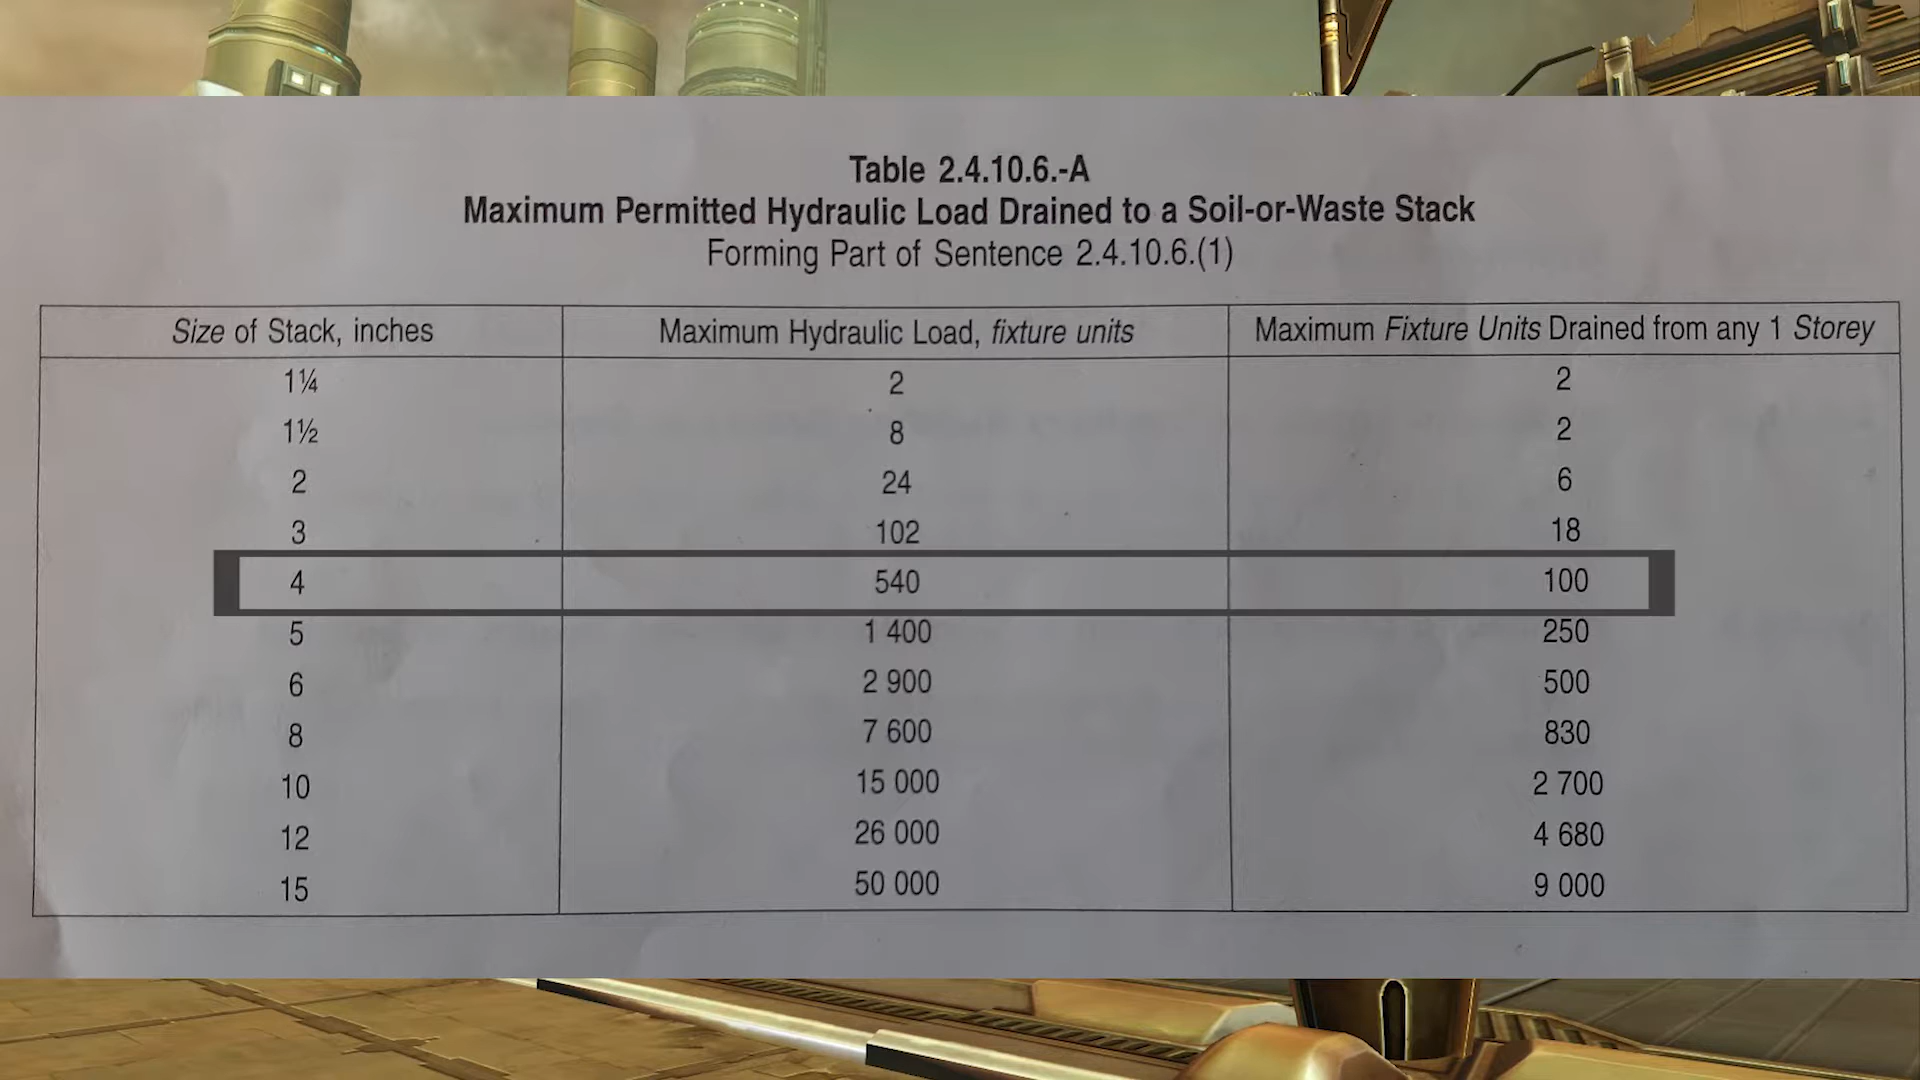 Table 2.4.10.6.-A
Maximum Permitted Hydraulic Load Drained to a Soil-or-Waste Stack
Forming Part of Sentence 2.4.10.6.(1)
Size of Stack, inches Maximum Hydraulic Load, fixture units Maximum Fixture Units Drained from any 1 Storey
1¼ 2 2
1½ 8 2
2 24 6
3 102 18
4 540 100
5 1 400 250
6 2 900 500
8 7 600 830
10 15 000 2 700
12 26 000 4 680
15 50 000 9 000